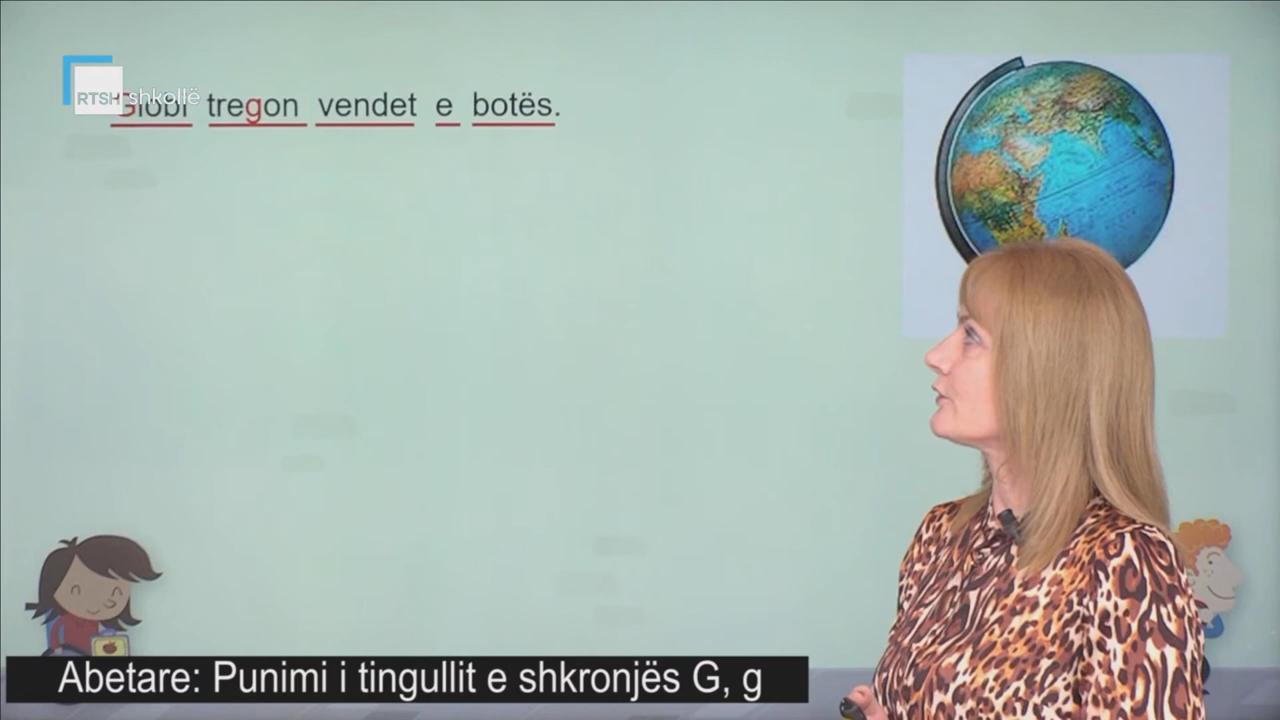 RTSH shkollë
Globi tregon vendet e botës.
Abetare: Punimi i tingullit e shkronjës G, g